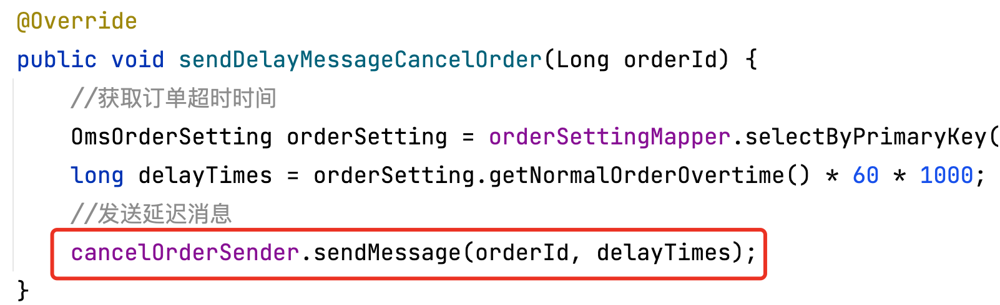 @Override
public void sendDelayMessageCancelOrder(Long orderId) {
//获取订单超时时间
OmsOrderSetting orderSetting = orderSettingMapper.selectByPrimaryKey(
long delayTimes = orderSetting.getNormalOrderOvertime() * 60 * 1000;
//发送延迟消息
cancelOrderSender.sendMessage(orderId, delayTimes);
}